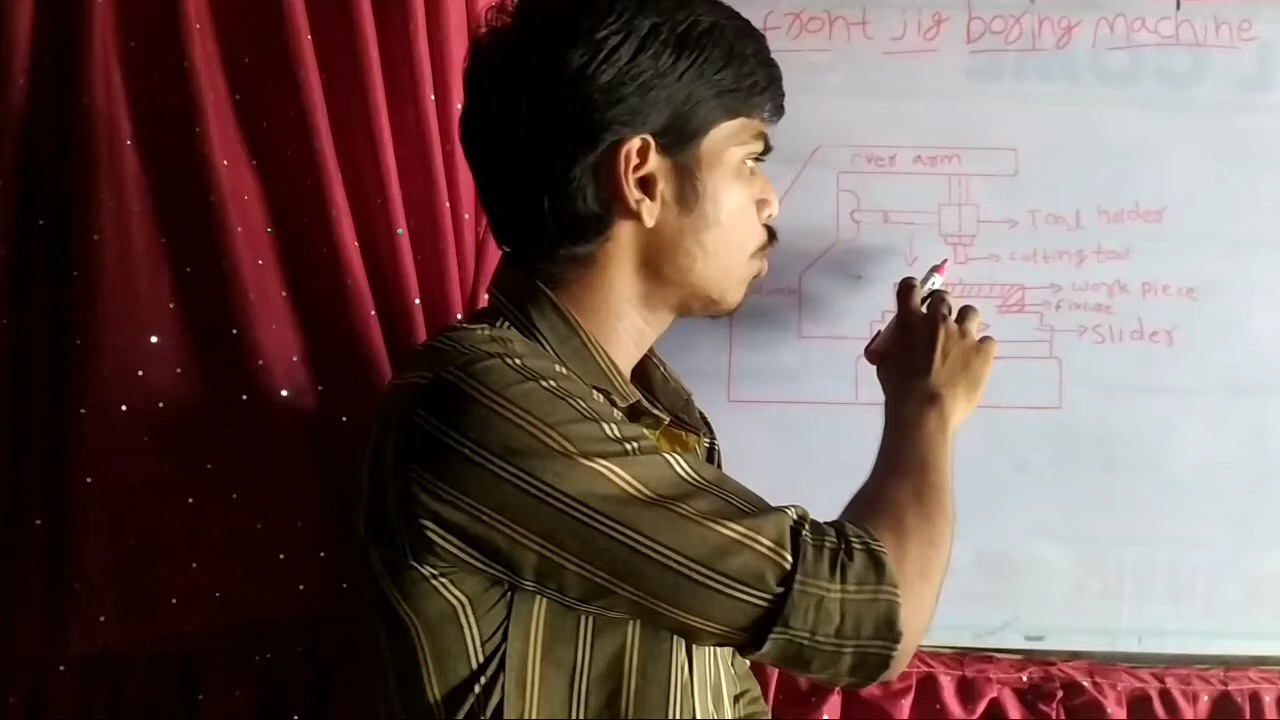 front jig boring machine
over arm
Tool holder
cutting tool
work piece
fixture
Slider